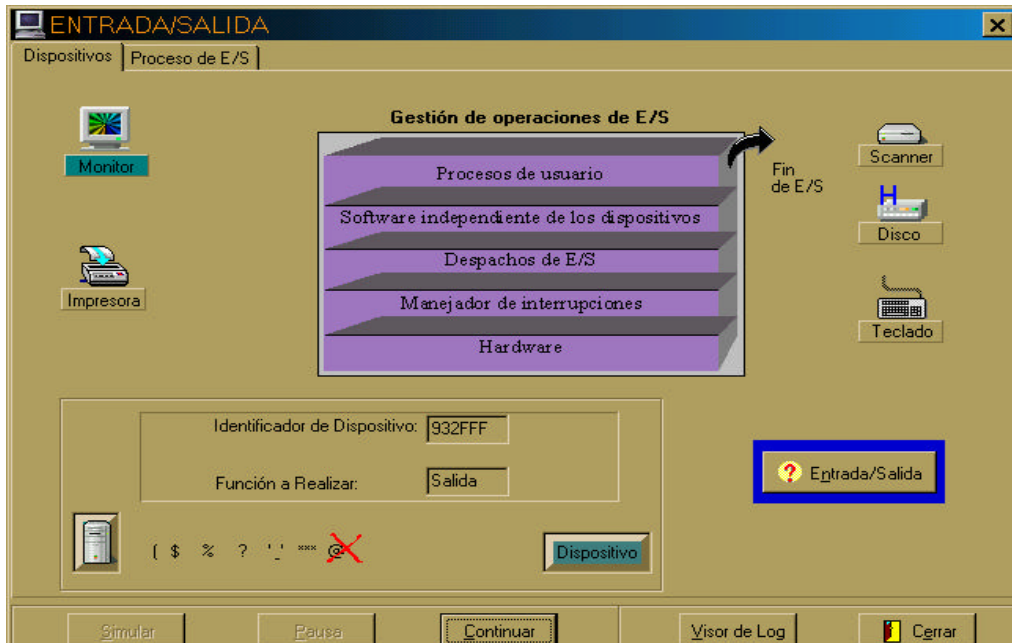 ENTRADA/SALIDA
Dispositivos
Proceso de E/S
Gestión de operaciones de E/S
Monitor
Procesos de usuario
Fin
de E/S
Scanner
Software independiente de los dispositivos
Disco
Despachos de E/S
Impresora
Manejador de interrupciones
Teclado
Hardware
Identificador de Dispositivo: 932FFF
Función a Realizar: Salida
Entrada/Salida
( $ % ? '_' *** @
Dispositivo
Simular
Pausa
Continuar
Visor de Log
Cerrar